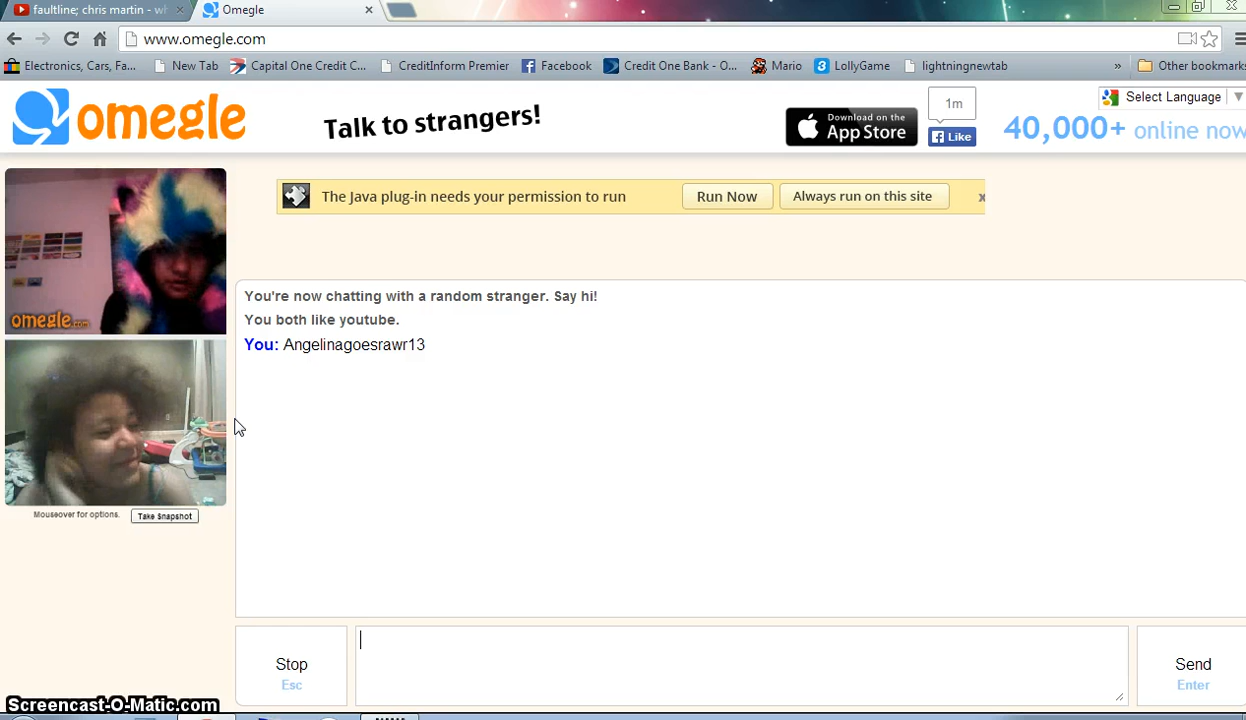 faultline; chris martin - wh
Omegle
www.omegle.com
Electronics, Cars, Fa...
New Tab
Capital One Credit C...
CreditInform Premier
Facebook
Credit One Bank - O...
Mario
LollyGame
lightningnewtab
»
Other bookmarks
omegle
Talk to strangers!
Download on the
App Store
1m
Like
Select Language
40,000+ online now
The Java plug-in needs your permission to run
Run Now
Always run on this site
x
omegle.com
You're now chatting with a random stranger. Say hi!
You both like youtube.
You: Angelinagoesrawr13
Mouseover for options.
Take Snapshot
Stop
Esc
Send
Enter
Screencast-O-Matic.com